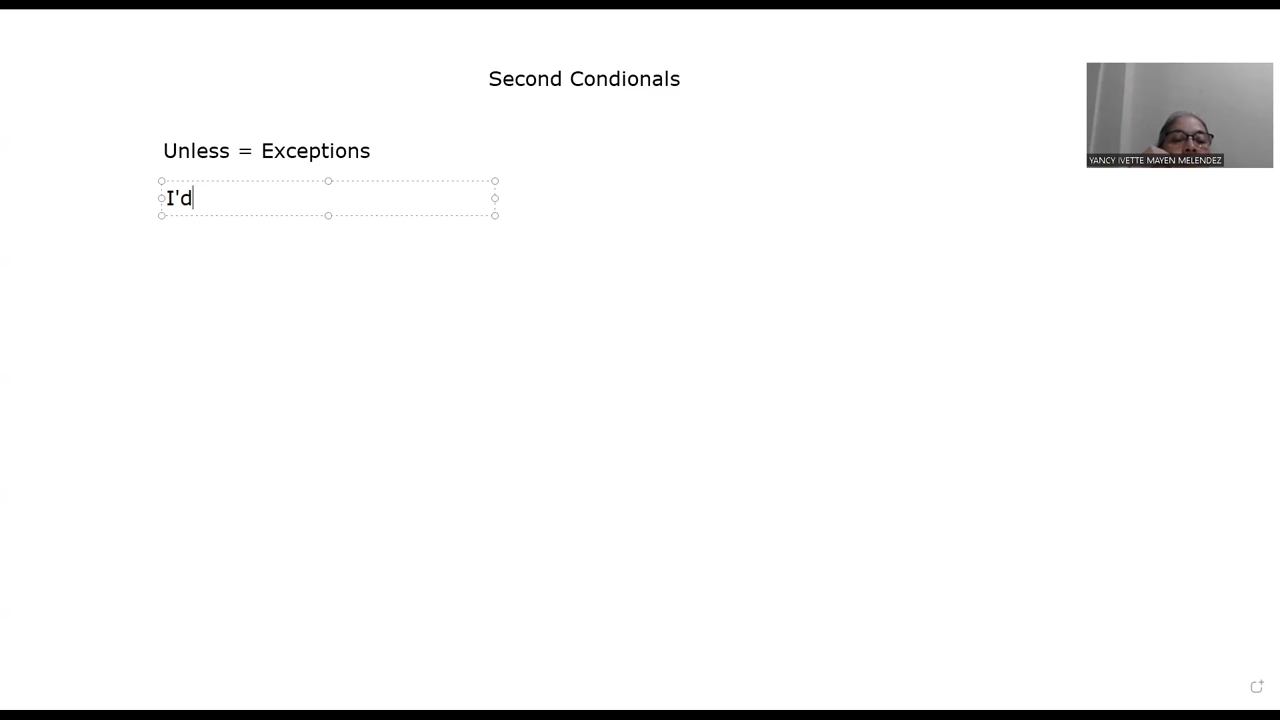 Second Condionals
Unless = Exceptions
I'd
YANCY IVETTE MAYEN MELENDEZ